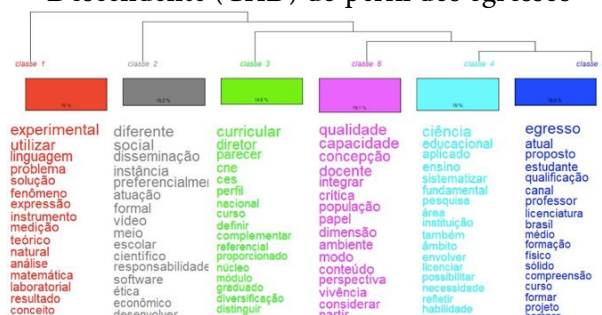 Descendente (CHD) do perfil dos egressos
classe 1
classe 2
classe 3
classe 6
classe 4
classe
experimental
utilizar
linguagem
problema
solução
fenômeno
expressão
instrumento
medição
teórico
natural
análise
matemática
laboratorial
resultado
conceito
diferente
social
disseminação
instância
preferencialme
atuação
formal
vídeo
meio
escolar
científico
responsabilidade
software
ética
econômico
desenvolver
curricular
diretor
parecer
cne
ces
perfil
nacional
curso
definir
complementar
referencial
proporcionado
núcleo
módulo
graduado
diversificação
distinguir
qualidade
capacidade
concepção
docente
integrar
crítica
população
papel
dimensão
ambiente
modo
conteúdo
perspectiva
vivência
considerar
partir
ciência
educacional
aplicado
ensino
sistematizar
fundamental
pesquisa
área
instituição
também
âmbito
envolver
licenciar
possibilitar
necessidade
refletir
habilidade
egresso
atual
proposto
estudante
qualificação
canal
professor
licenciatura
brasil
médio
formação
físico
sólido
compreensão
curso
formar
projeto